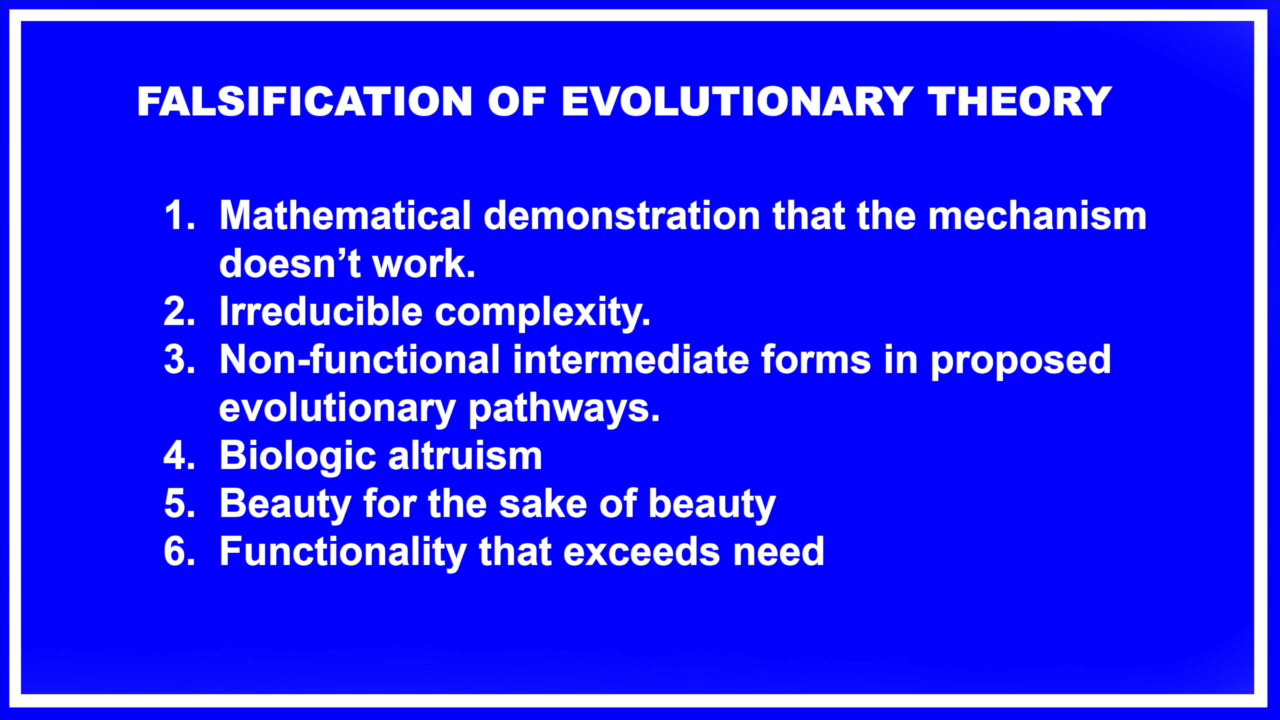 FALSIFICATION OF EVOLUTIONARY THEORY
1. Mathematical demonstration that the mechanism
doesn’t work.
2. Irreducible complexity.
3. Non-functional intermediate forms in proposed
evolutionary pathways.
4. Biologic altruism
5. Beauty for the sake of beauty
6. Functionality that exceeds need